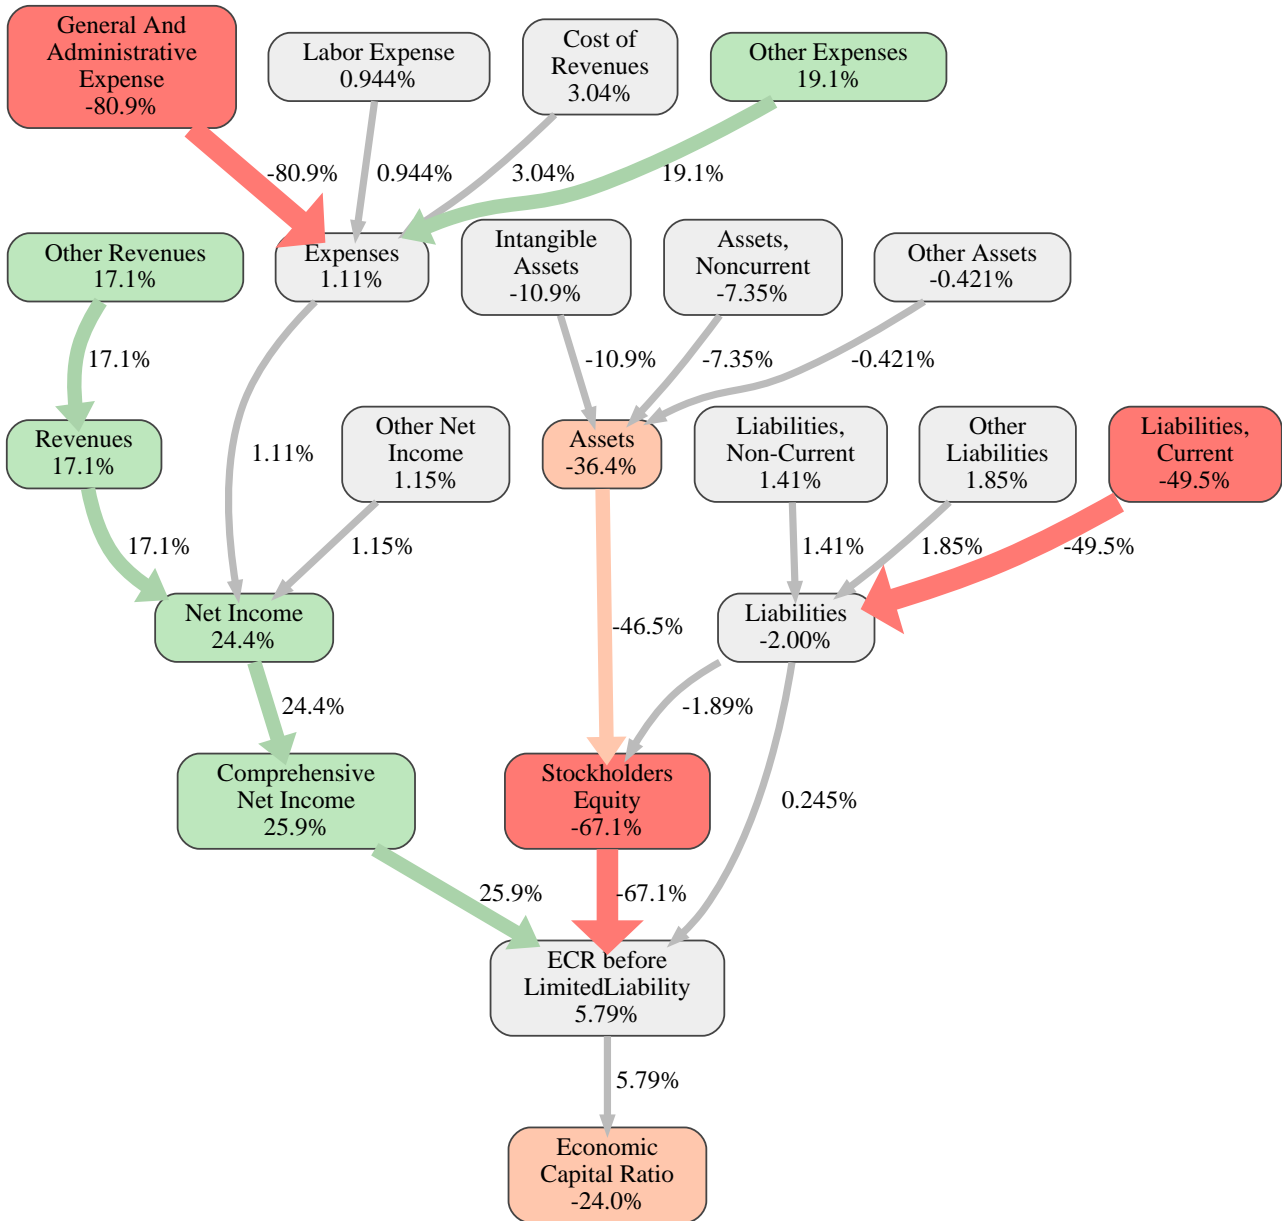 General And
Administrative
Expense
-80.9%
Labor Expense
0.944%
Cost of
Revenues
3.04%
Other Expenses
19.1%
-80.9%
0.944%
3.04%
19.1%
Other Revenues
17.1%
Expenses
1.11%
Intangible
Assets
-10.9%
Assets,
Noncurrent
-7.35%
Other Assets
-0.421%
17.1%
-10.9%
-7.35%
-0.421%
Revenues
17.1%
1.11%
Other Net
Income
1.15%
Assets
-36.4%
Liabilities,
Non-Current
1.41%
Other
Liabilities
1.85%
Liabilities,
Current
-49.5%
17.1%
1.15%
1.41%
1.85%
-49.5%
Net Income
24.4%
-46.5%
Liabilities
-2.00%
24.4%
-1.89%
Comprehensive
Net Income
25.9%
Stockholders
Equity
-67.1%
0.245%
25.9%
-67.1%
ECR before
LimitedLiability
5.79%
5.79%
Economic
Capital Ratio
-24.0%